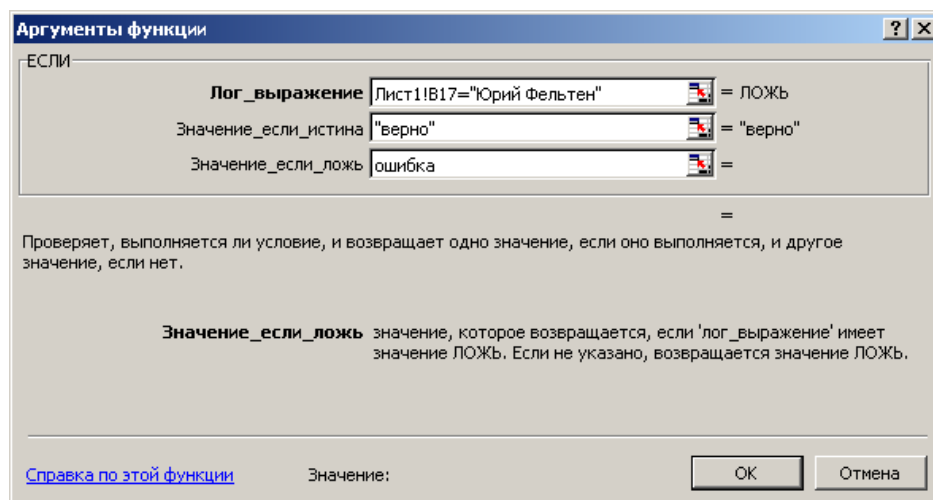 Аргументы функции
ЕСЛИ
Лог_выражение Лист1!B17="Юрий Фельтен" = ЛОЖЬ
Значение_если_истина "верно" = "верно"
Значение_если_ложь ошибка =
=
Проверяет, выполняется ли условие, и возвращает одно значение, если оно выполняется, и другое
значение, если нет.
Значение_если_ложь значение, которое возвращается, если 'лог_выражение' имеет
значение ЛОЖЬ. Если не указано, возвращается значение ЛОЖЬ.
Справка по этой функции Значение: ОК Отмена